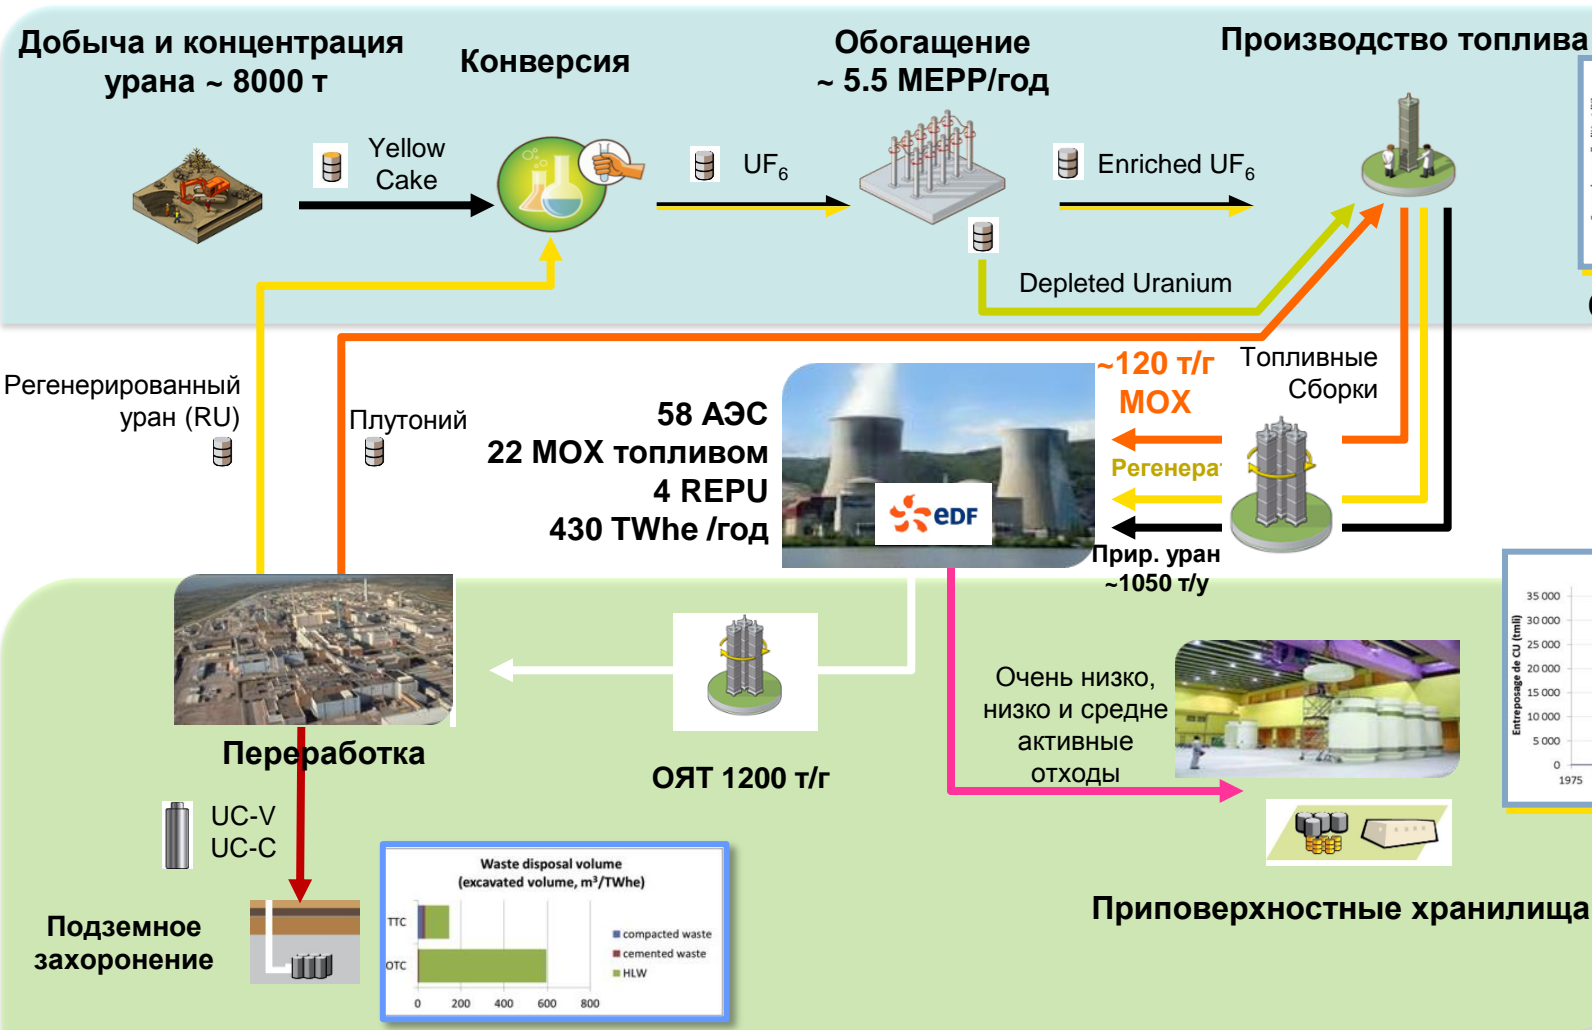 Добыча и концентрация
урана ~ 8000 т
Конверсия
Обогащение
~ 5.5 МЕРР/год
Производство топлива
Yellow
Cake
UF6
Enriched UF6
Depleted Uranium
Регенерированный
уран (RU)
Плутоний
58 АЭС
22 МОХ топливом
4 REPU
430 TWhe /год
edf
~120 т/г
МОХ
Топливные
Сборки
Регенера
Прир. уран
~1050 т/у
Переработка
UC-V
UC-C
ОЯТ 1200 т/г
Очень низко,
низко и средне
активные
отходы
Entreposage de CU (tmli)
35 000
30 000
25 000
20 000
15 000
10 000
5 000
0
1975
Подземное
захоронение
Waste disposal volume
(excavated volume, m³/TWhe)
TTC
OTC
compacted waste
cemented waste
HLW
0 200 400 600 800
Приповерхностные хранилища